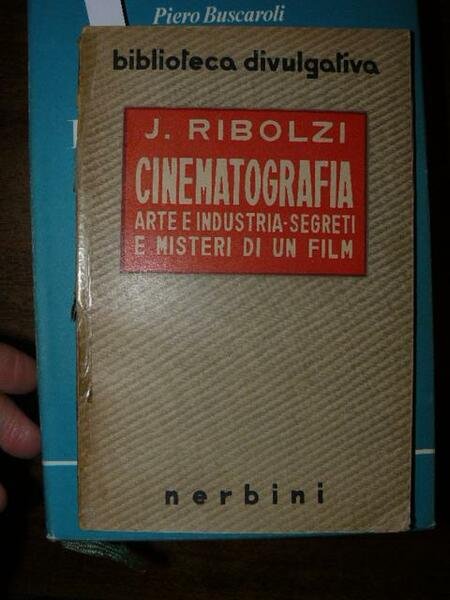 Piero Buscaroli
biblioteca divulgativa
J. RIBOLZI
CINEMATOGRAFIA
ARTE E INDUSTRIA-SEGRETI
E MISTERI DI UN FILM
nerbini